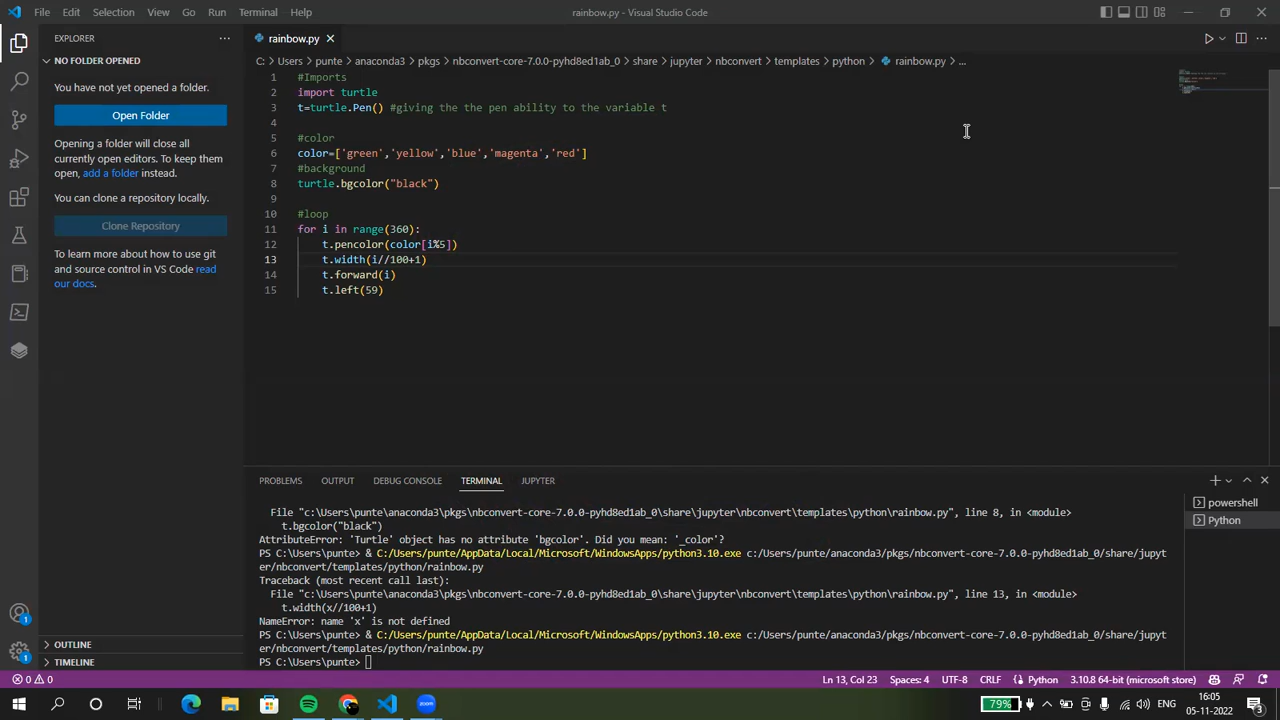 File Edit Selection View Go Run Terminal Help rainbow.py - Visual Studio Code
EXPLORER ...
rainbow.py
NO FOLDER OPENED
C: > Users > punte > anaconda3 > pkgs > nbconvert-core-7.0.0-pyhd8ed1ab_0 > share > jupyter > nbconvert > templates > python > rainbow.py > ...
You have not yet opened a folder.
Open Folder
Opening a folder will close all
currently open editors. To keep them
open, add a folder instead.
You can clone a repository locally.
Clone Repository
To learn more about how to use
git and source control in VS Code read
our docs.
OUTLINE
TIMELINE
1 #Imports
2 import turtle
3 t=turtle.Pen() #giving the the pen ability to the variable t
4
5 #color
6 color=['green','yellow','blue','magenta','red']
7 #background
8 turtle.bgcolor("black")
9
10 #loop
11 for i in range(360):
12 t.pencolor(color[i%5])
13 t.width(i//100+1)
14 t.forward(i)
15 t.left(59)
PROBLEMS OUTPUT DEBUG CONSOLE TERMINAL JUPYTER
File "c:\Users\punte\anaconda3\pkgs\nbconvert-core-7.0.0-pyhd8ed1ab_0\share\jupyter\nbconvert\templates\python\rainbow.py", line 8, in <module>
t.bgcolor("black")
AttributeError: 'Turtle' object has no attribute 'bgcolor'. Did you mean: '_color'?
PS C:\Users\punte> & C:/Users/punte/AppData/Local/Microsoft/WindowsApps/python3.10.exe c:/Users/punte/anaconda3/pkgs/nbconvert-core-7.0.0-pyhd8ed1ab_0/share/jupyt
er/nbconvert/templates/python/rainbow.py
Traceback (most recent call last):
File "c:\Users\punte\anaconda3\pkgs\nbconvert-core-7.0.0-pyhd8ed1ab_0\share\jupyter\nbconvert\templates\python\rainbow.py", line 13, in <module>
t.width(x//100+1)
NameError: name 'x' is not defined
PS C:\Users\punte> & C:/Users/punte/AppData/Local/Microsoft/WindowsApps/python3.10.exe c:/Users/punte/anaconda3/pkgs/nbconvert-core-7.0.0-pyhd8ed1ab_0/share/jupyt
er/nbconvert/templates/python/rainbow.py
PS C:\Users\punte>
powershell
Python
1
1
0 0 Ln 13, Col 23 Spaces: 4 UTF-8 CRLF Python 3.10.8 64-bit (microsoft store)
zoom 79% ENG 16:05
05-11-2022 3